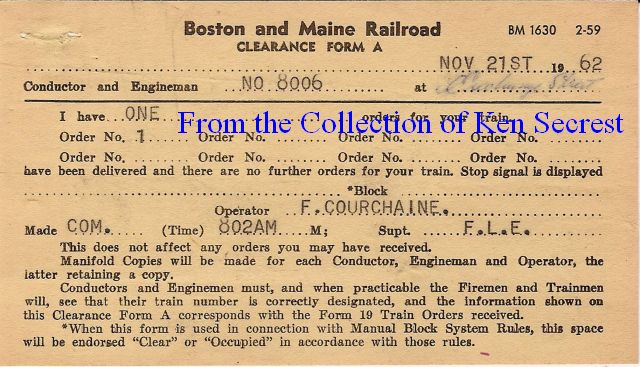 Boston and Maine Railroad BM 1630 2-59
CLEARANCE FORM A
NOV 21ST 1962
Conductor and Engineman NO 8006 at
I have ONE orders for your train
Order No. 1 Order No. Order No. Order No.
From the Collection of Ken Secrest
Order No. Order No. Order No. Order No.
have been delivered and there are no further orders for your train. Stop signal is displayed
*Block
Operator F. COURCHAINE.
Made COM. (Time) 802AM M; Supt. F.L.E.
This does not affect any orders you may have received.
Manifold Copies will be made for each Conductor, Engineman and Operator, the
latter retaining a copy.
Conductors and Enginemen must, and when practicable the Firemen and Trainmen
will, see that their train number is correctly designated, and the information shown on
this Clearance Form A corresponds with the Form 19 Train Orders received.
*When this form is used in connection with Manual Block System Rules, this space
will be endorsed "Clear" or "Occupied" in accordance with those rules.